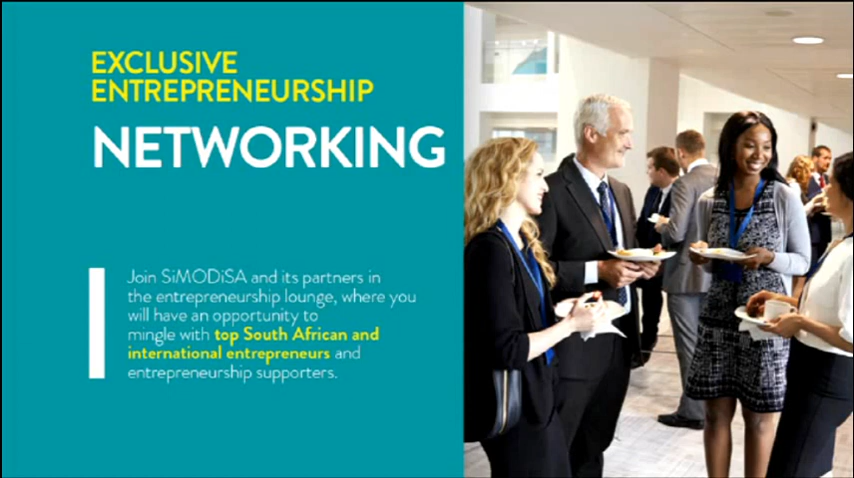 EXCLUSIVE
ENTREPRENEURSHIP
NETWORKING
Join SiMODiSA and its partners in
the entrepreneurship lounge, where you
will have an opportunity to
mingle with top South African and
international entrepreneurs and
entrepreneurship supporters.